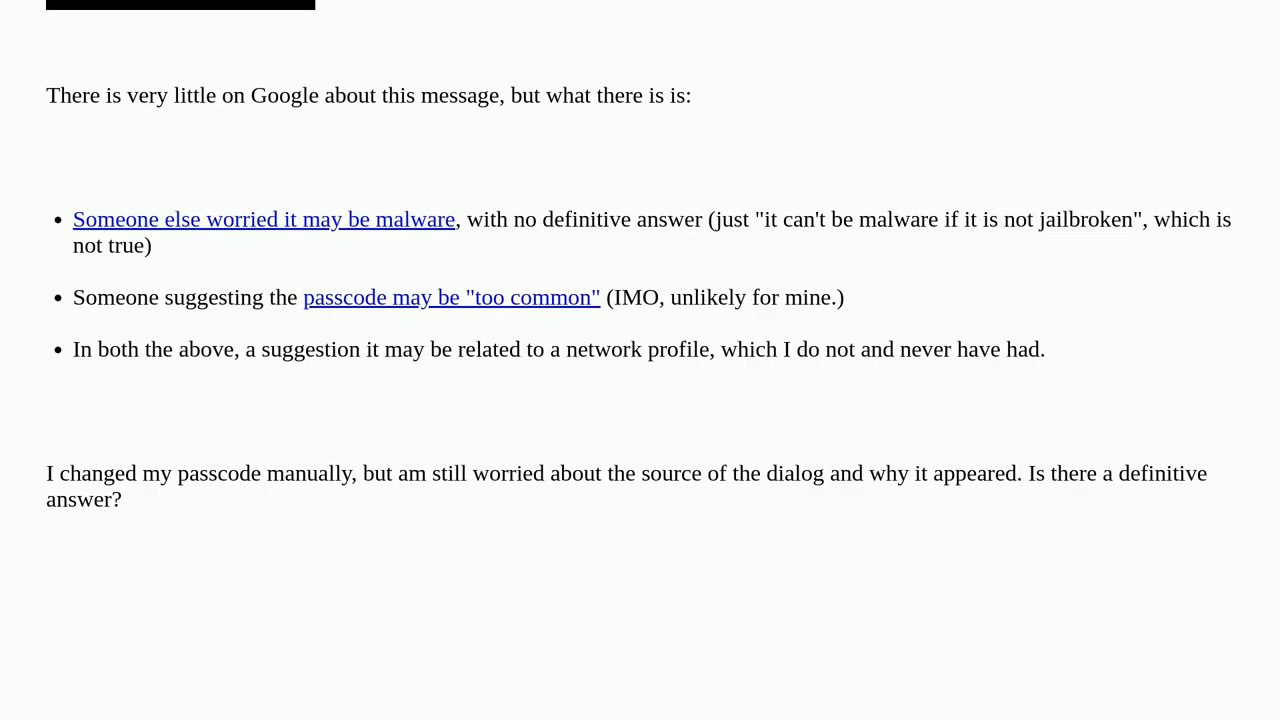 There is very little on Google about this message, but what there is is:
• Someone else worried it may be malware, with no definitive answer (just "it can't be malware if it is not jailbroken", which is
not true)
• Someone suggesting the passcode may be "too common" (IMO, unlikely for mine.)
• In both the above, a suggestion it may be related to a network profile, which I do not and never have had.
I changed my passcode manually, but am still worried about the source of the dialog and why it appeared. Is there a definitive
answer?